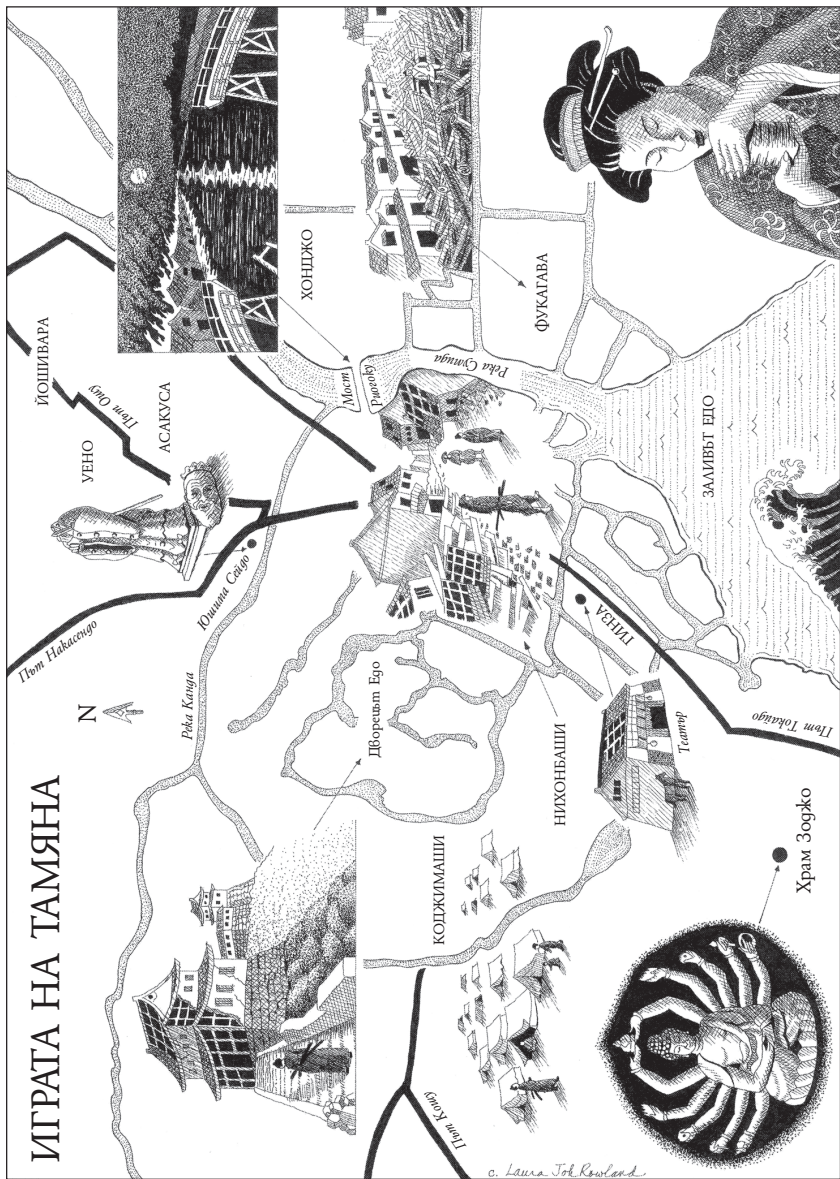 ИГРАТА НА ТАМЯНА
N
Път Накасендо
УЕНО
ЙОШИВАРА
Път Ошу
АСАКУСА
Юшима Сейдо
Река Канда
ХОНДЖО
Мост
Риогоку
Дворецът Едо
Река Сумида
ФУКАГАВА
КОДЖИМАШИ
НИХОНБАШИ
ГИНЗА
ЗАЛИВЪТ ЕДО
Път Кошу
Театър
Път Токайдо
Храм Зоджо
c. Laura Joh Rowland